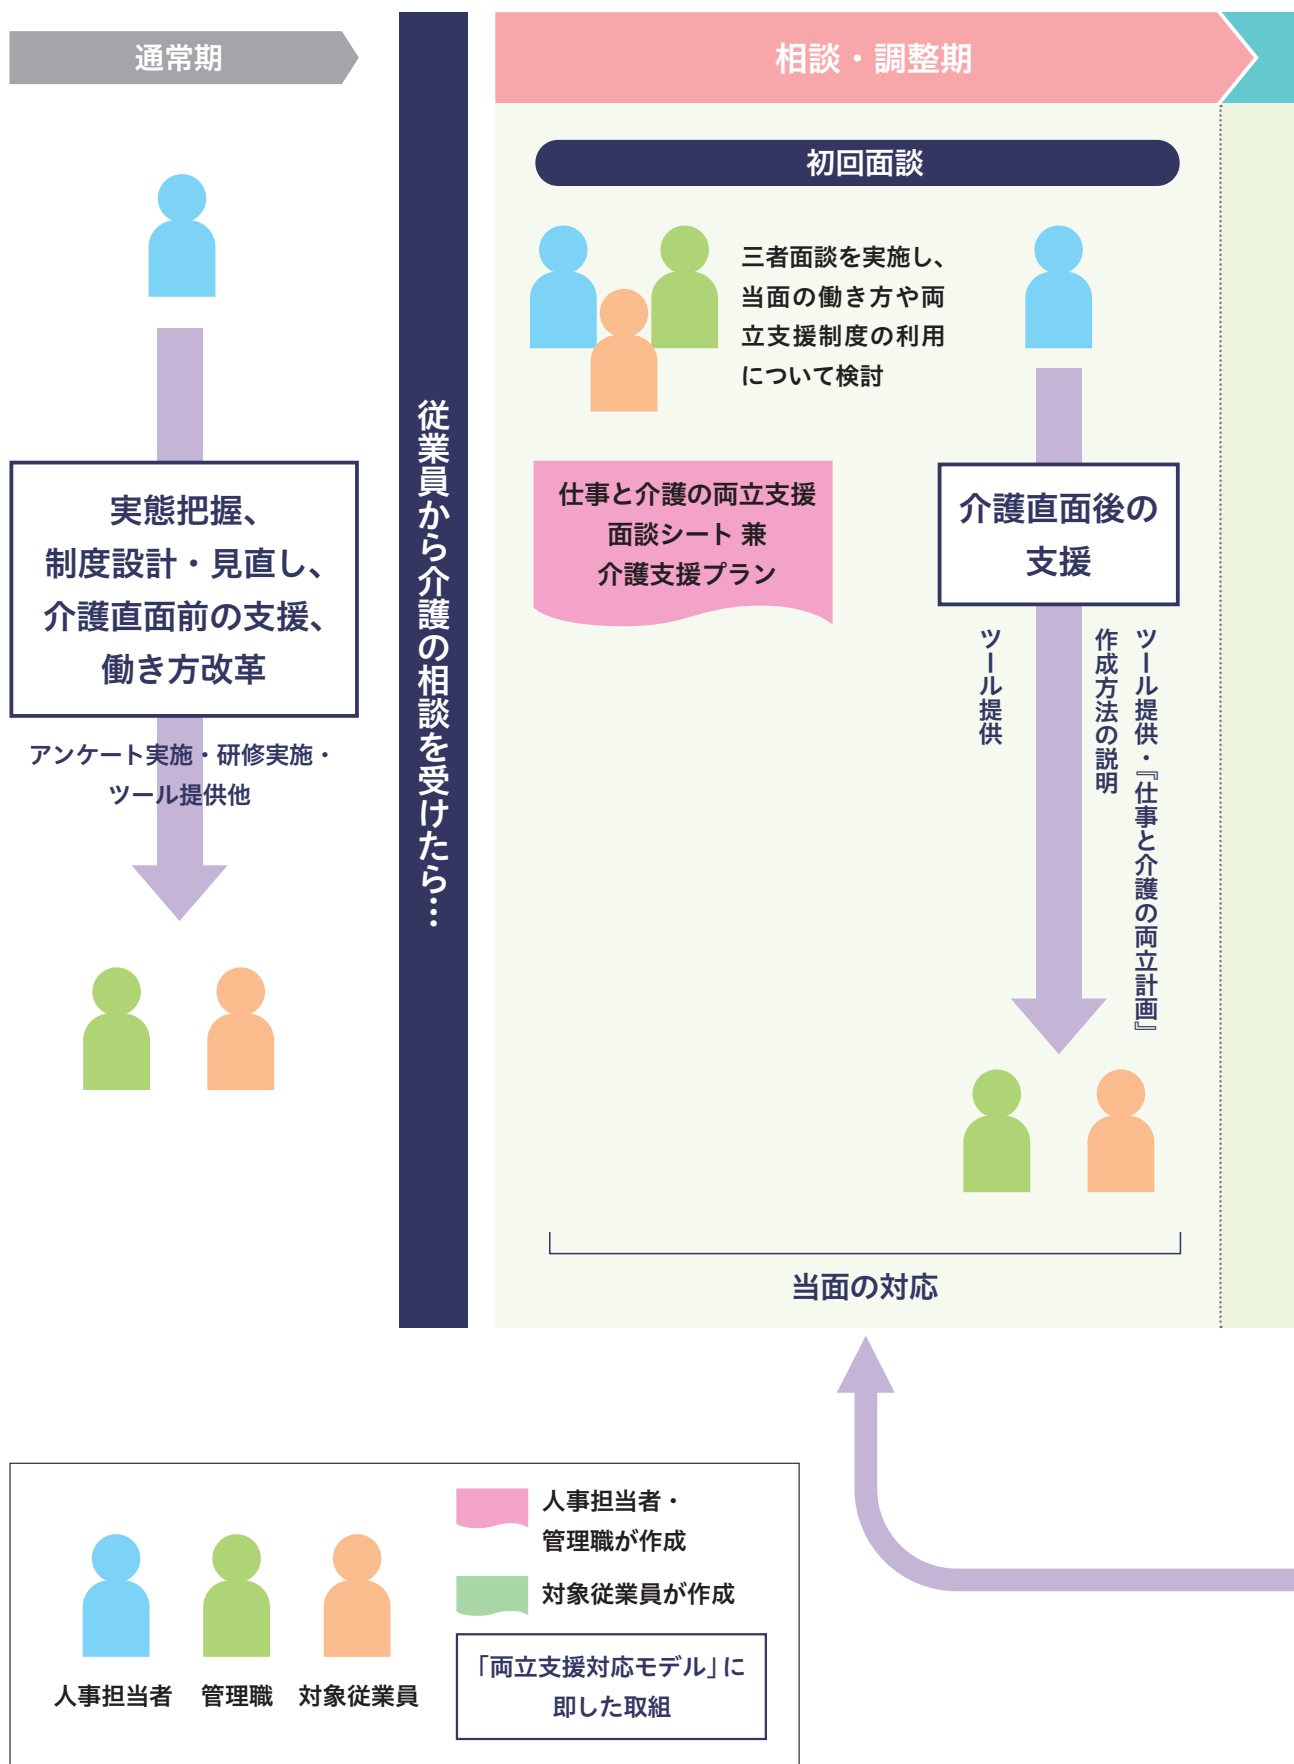 通常期
実態把握、
制度設計・見直し、
介護直面前の支援、
働き方改革
アンケート実施・研修実施・
ツール提供他
従業員から介護の相談を受けたら…
相談・調整期
初回面談
三者面談を実施し、
当面の働き方や両
立支援制度の利用
について検討
仕事と介護の両立支援
面談シート 兼
介護支援プラン
介護直面後の
支援
ツール提供
ツール提供・『仕事と介護の両立計画』
作成方法の説明
当面の対応
人事担当者
管理職
対象従業員
人事担当者・
管理職が作成
対象従業員が作成
「両立支援対応モデル」に
即した取組